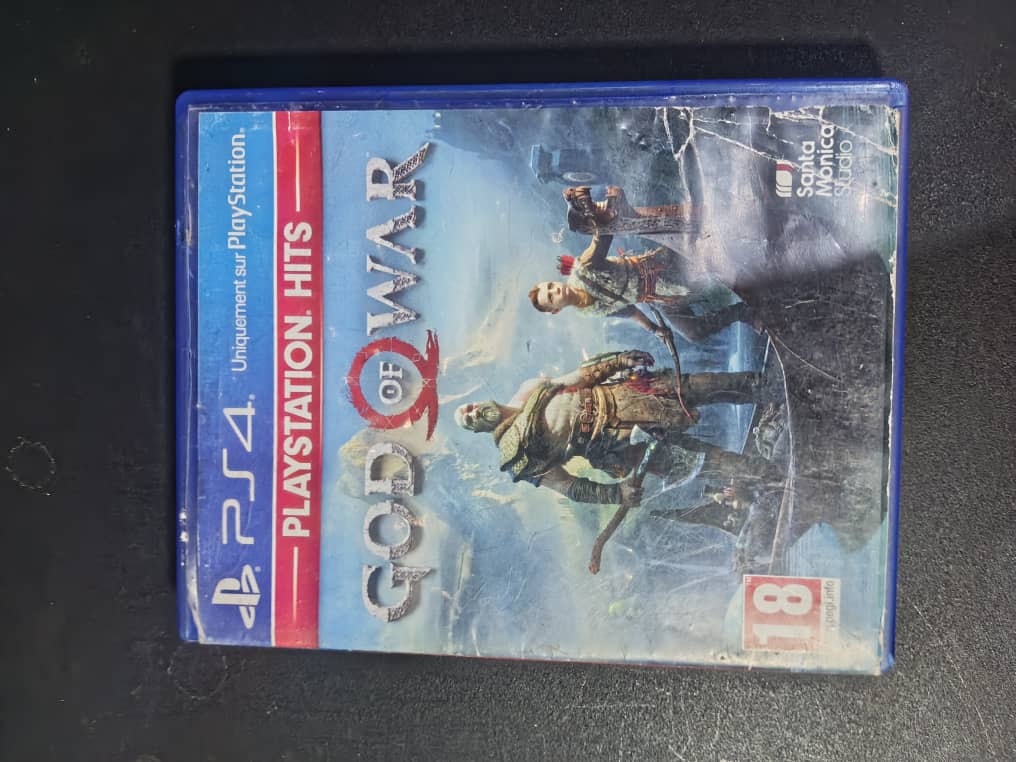 PS4
Uniquement sur PlayStation.
PLAYSTATION HITS
GOD OF WAR
18
Santa
Monica
Studio